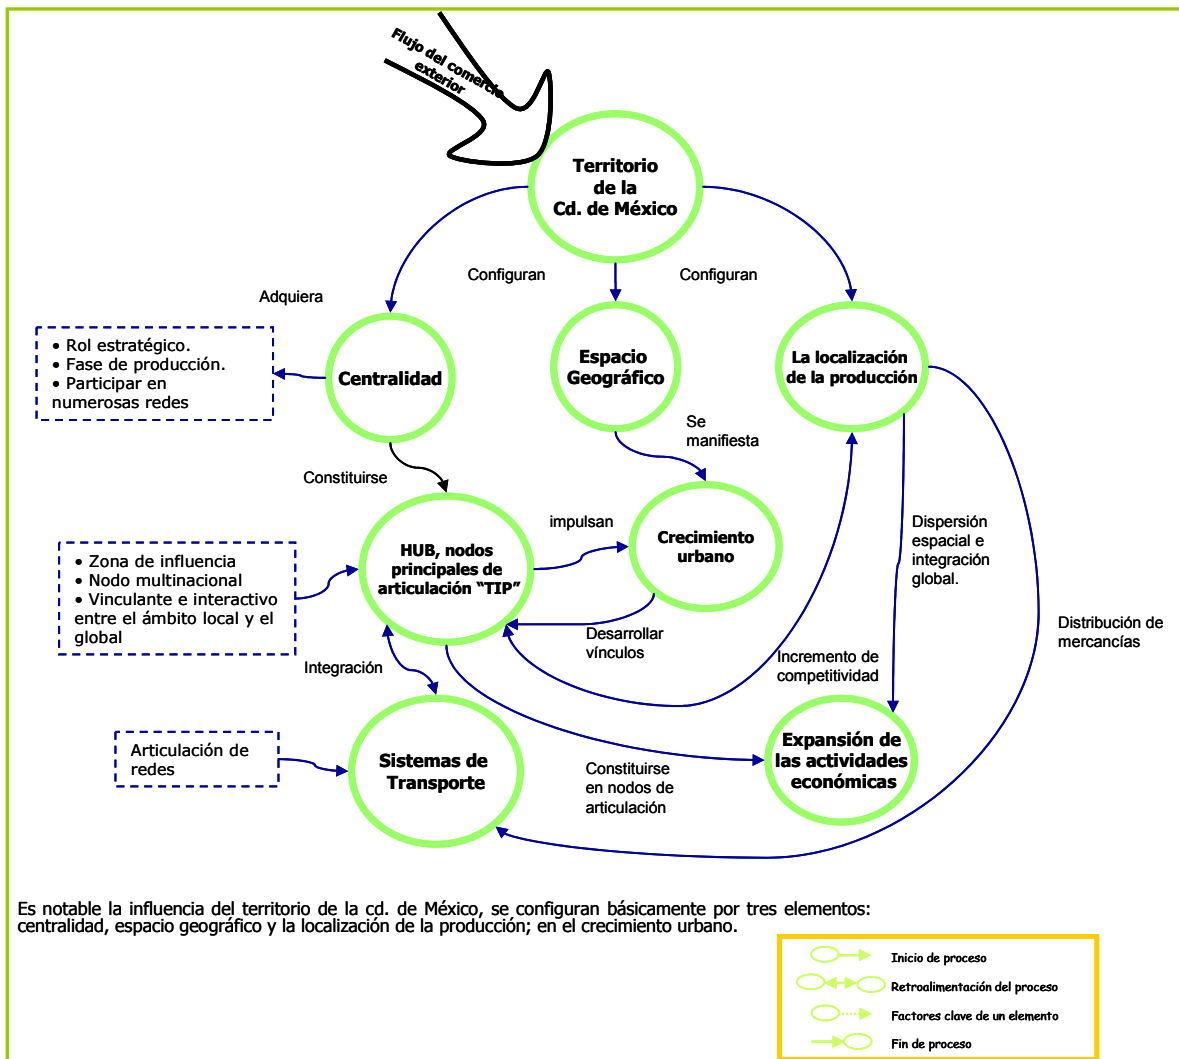 Flujo del comercio
exterior
Territorio
de la
Cd. de México
Configuran
Configuran
Adquiera
• Rol estratégico.
• Fase de producción.
• Participar en
numerosas redes
Centralidad
Espacio
Geográfico
La localización
de la producción
Se
manifiesta
Constituirse
impulsan
Crecimiento
urbano
Dispersión
espacial e
integración
global.
HUB, nodos
principales de
articulación “TIP”
• Zona de influencia
• Nodo multinacional
• Vinculante e interactivo
entre el ámbito local y el
global
Desarrollar
vínculos
Distribución de
mercancías
Integración
Incremento de
competitividad
Articulación de
redes
Sistemas de
Transporte
Expansión de
las actividades
económicas
Constituirse
en nodos de
articulación
Es notable la influencia del territorio de la cd. de México, se configuran básicamente por tres elementos:
centralidad, espacio geográfico y la localización de la producción; en el crecimiento urbano.
Inicio de proceso
Retroalimentación del proceso
Factores clave de un elemento
Fin de proceso